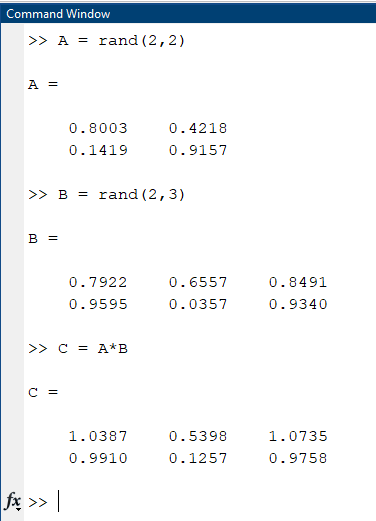 Command Window
>> A = rand(2,2)
A =
0.8003 0.4218
0.1419 0.9157
>> B = rand(2,3)
B =
0.7922 0.6557 0.8491
0.9595 0.0357 0.9340
>> C = A*B
C =
1.0387 0.5398 1.0735
0.9910 0.1257 0.9758
fx >>